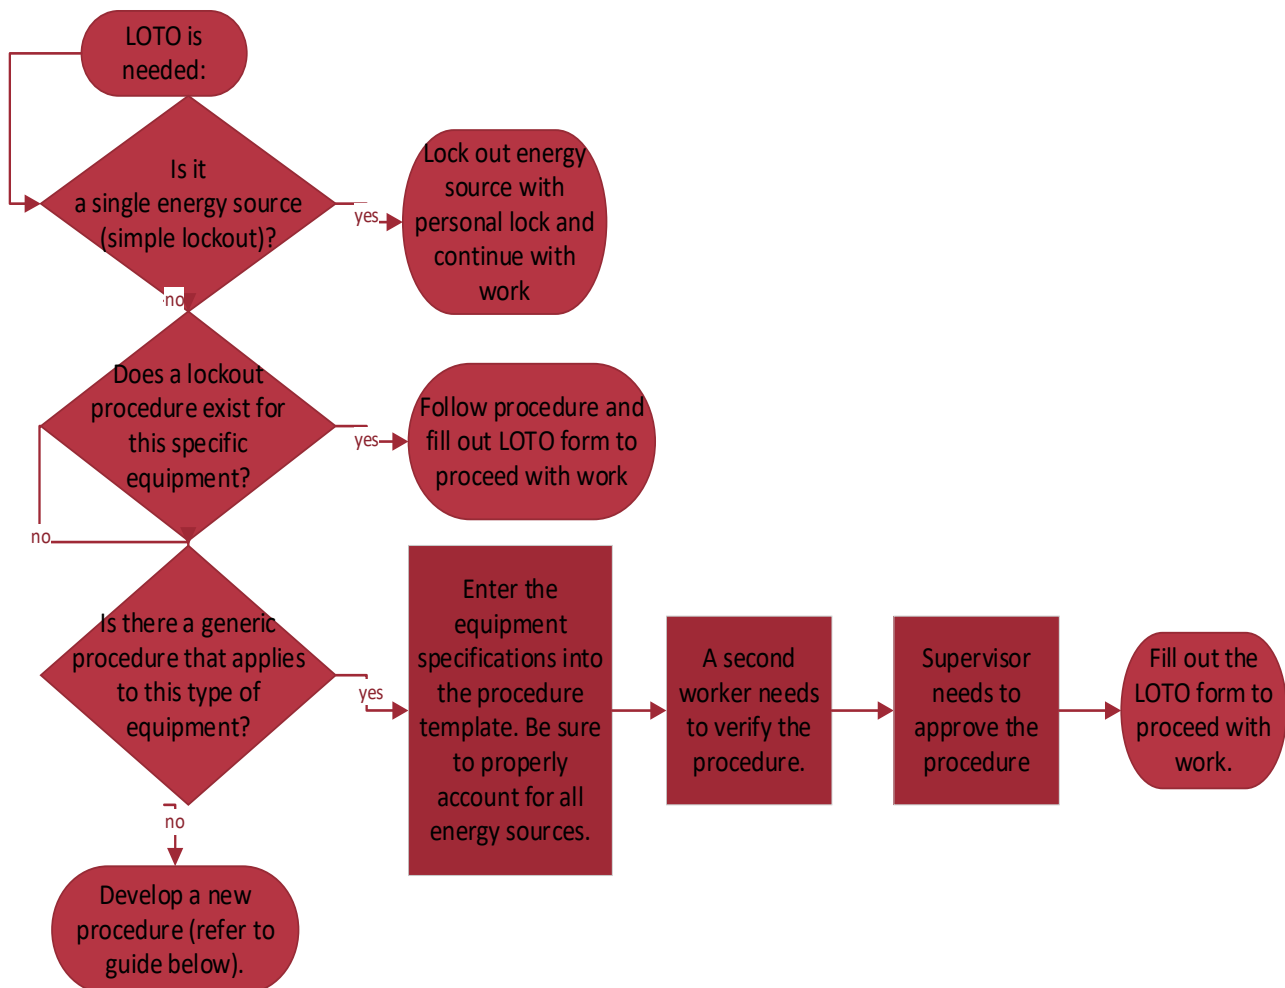 LOTO is
needed:
Is it
a single energy source
(simple lockout)?
yes
Lock out energy
source with
personal lock and
continue with
work
no
Does a lockout
procedure exist for
this specific
equipment?
yes
Follow procedure and
fill out LOTO form to
proceed with work
no
Is there a generic
procedure that applies
to this type of
equipment?
yes
Enter the
equipment
specifications into
the procedure
template. Be sure
to properly
account for all
energy sources.
A second
worker needs
to verify the
procedure.
Supervisor
needs to
approve the
procedure
Fill out the
LOTO form to
proceed with
work.
no
Develop a new
procedure (refer to
guide below).